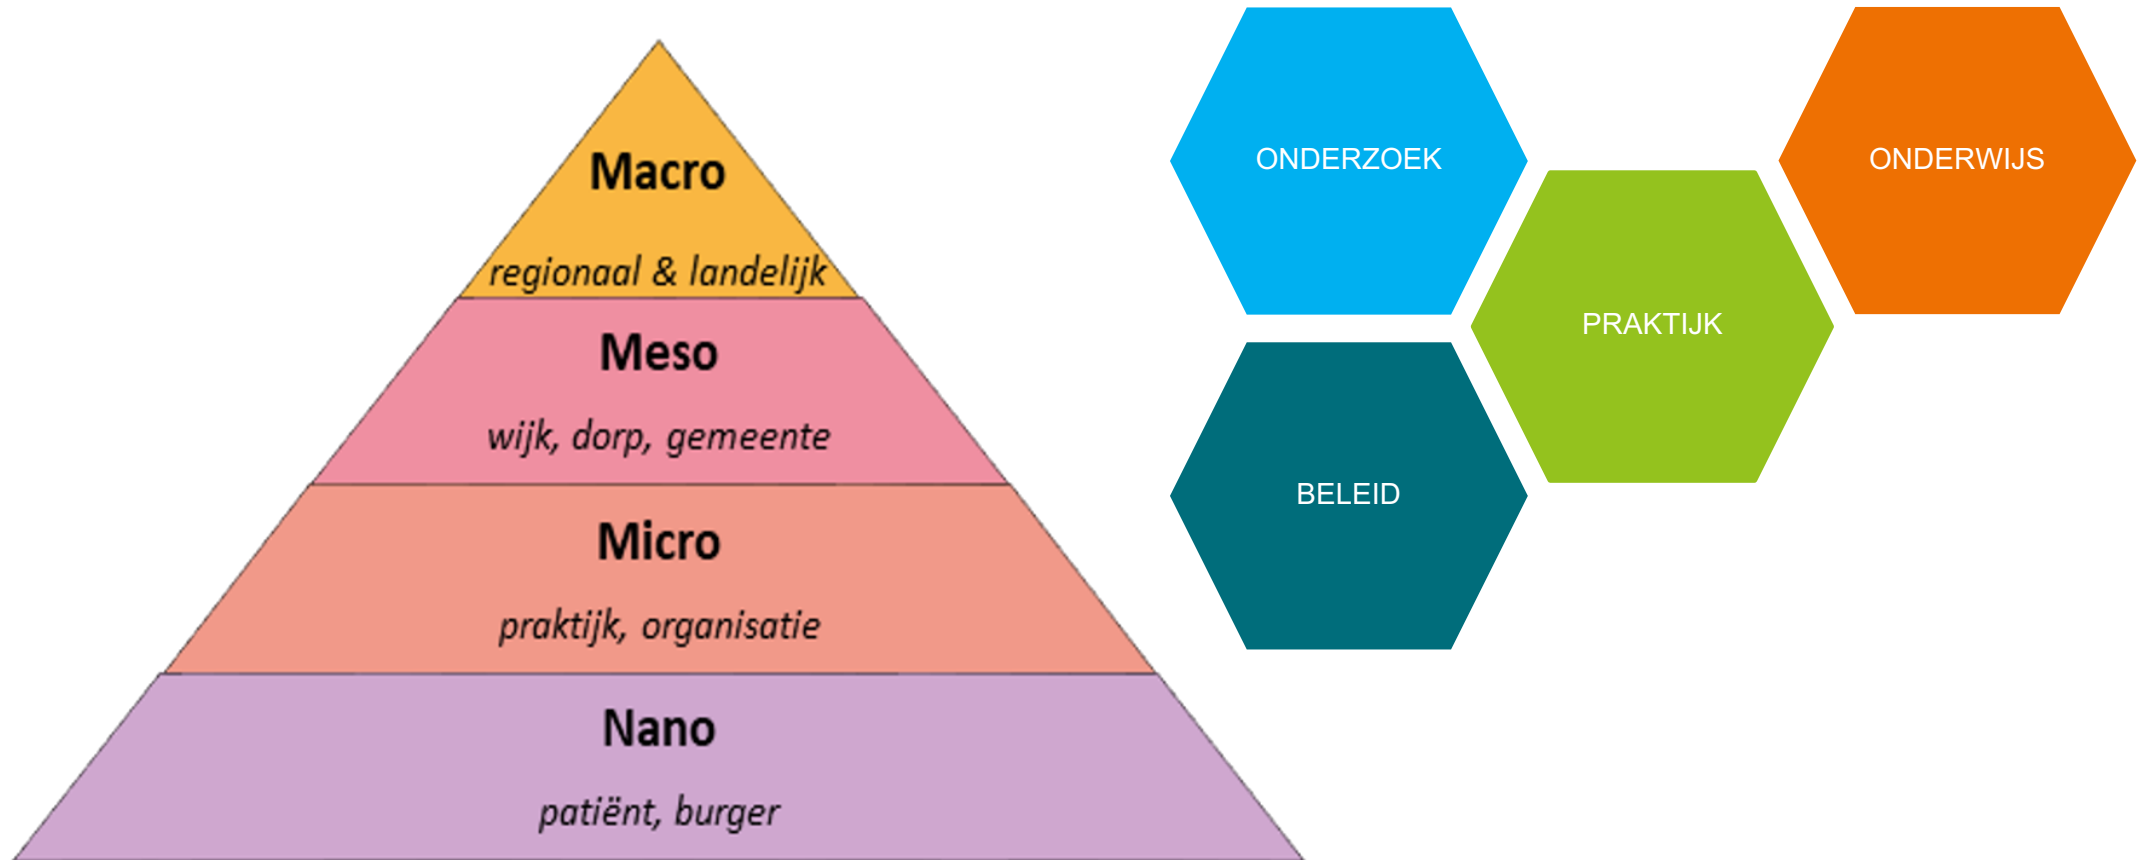 Macro
regionaal & landelijk
Meso
wijk, dorp, gemeente
Micro
praktijk, organisatie
Nano
patiënt, burger
ONDERZOEK
ONDERWIJS
PRAKTIJK
BELEID